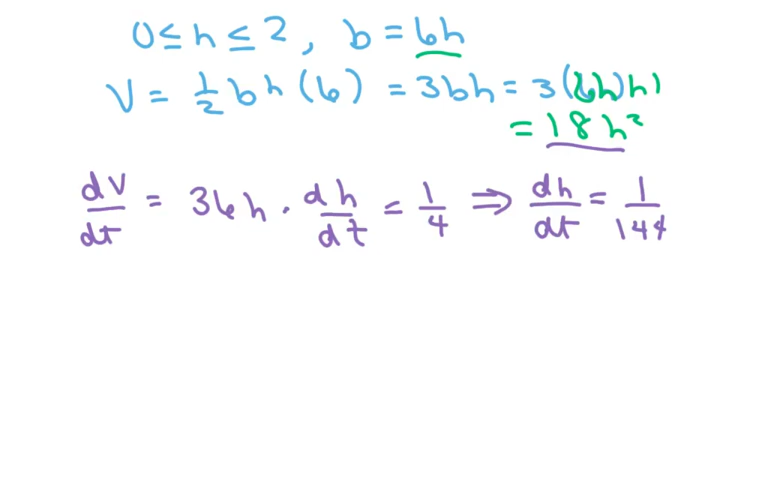 0 ≤ h ≤ 2, b = 6h
V = 1/2 bh (6) = 3bh = 3(6h)h)
= 18h²
dV/dt = 36h · dh/dt = 1/4 ⇒ dh/dt = 1/144